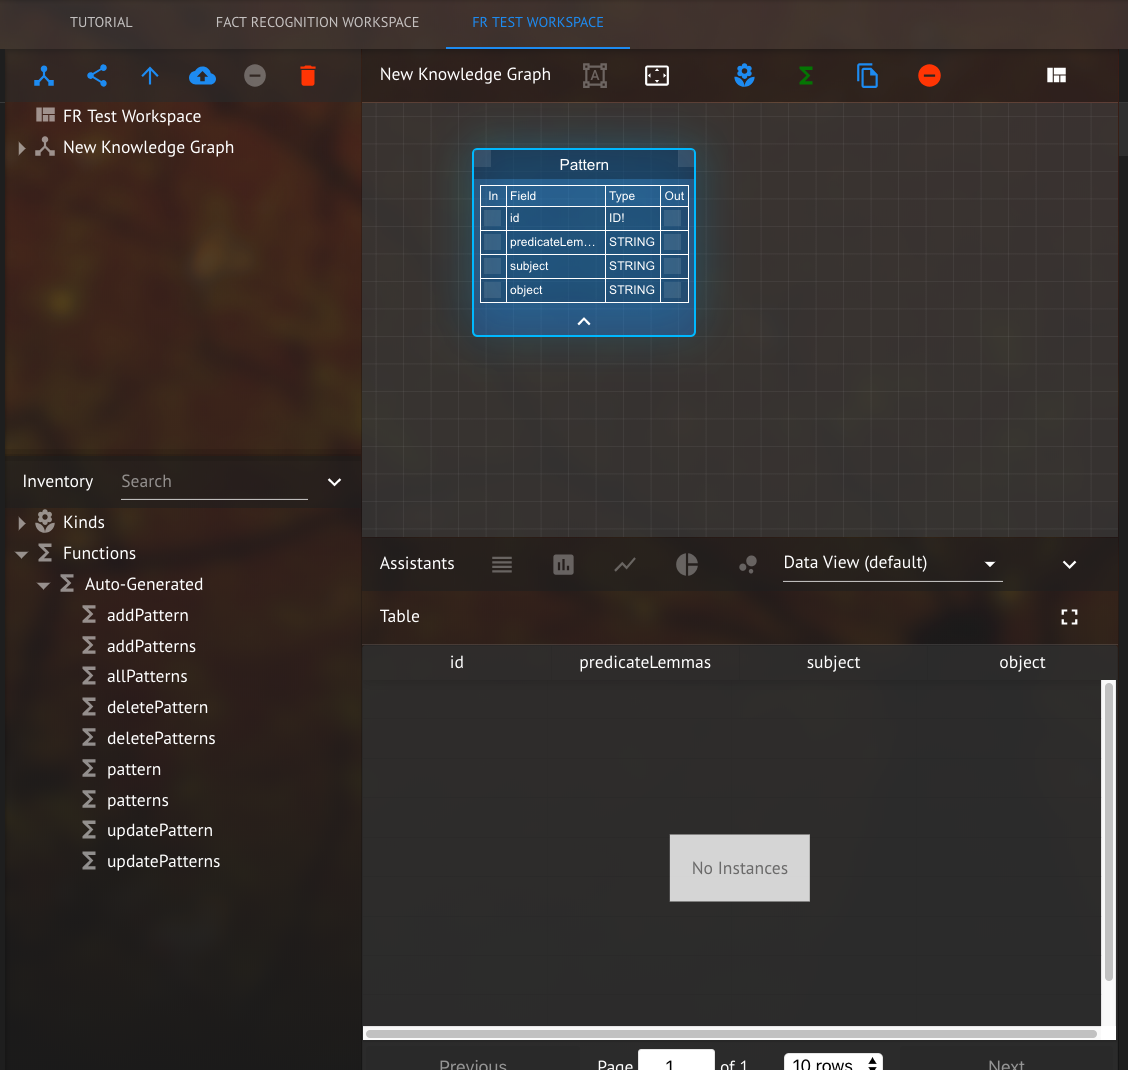 TUTORIAL FACT RECOGNITION WORKSPACE FR TEST WORKSPACE
New Knowledge Graph
FR Test Workspace
New Knowledge Graph
Pattern
In Field Type Out
id ID!
predicateLem... STRING
subject STRING
object STRING
Inventory Search
Kinds
Functions
Auto-Generated
addPattern
addPatterns
allPatterns
deletePattern
deletePatterns
pattern
patterns
updatePattern
updatePatterns
Assistants Data View (default)
Table
id predicateLemmas subject object
No Instances
Previous Page 1 of 1 10 rows Next